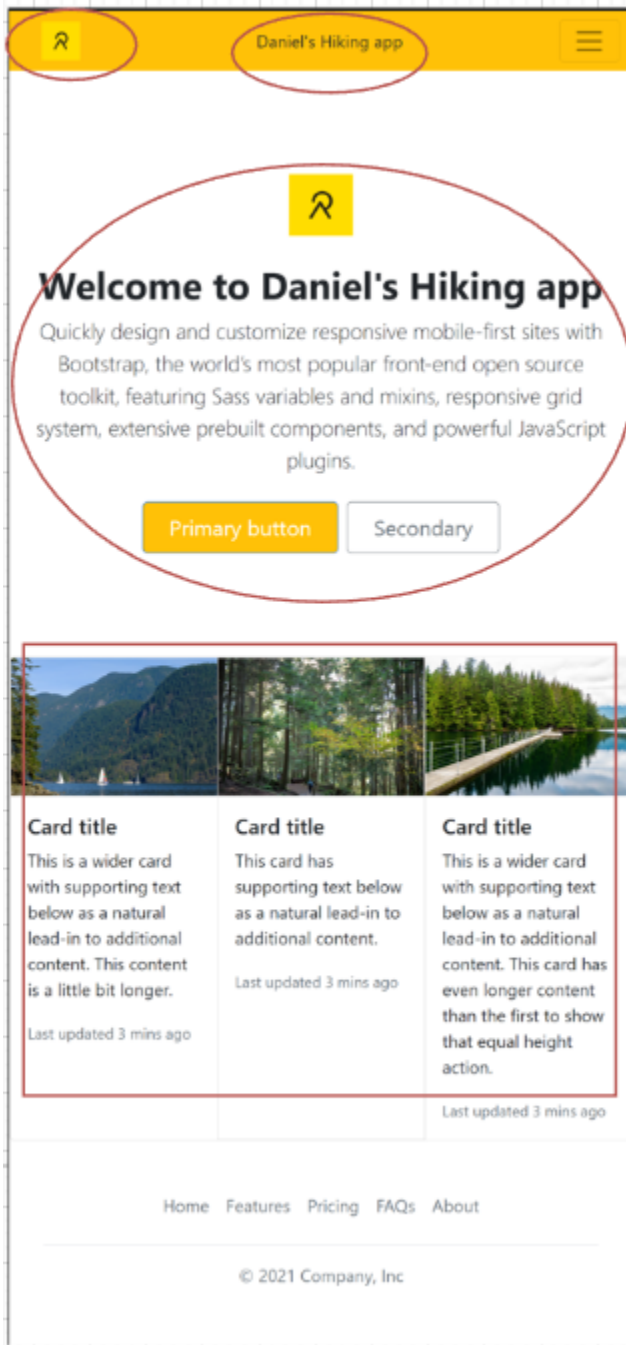 Daniel's Hiking app
Welcome to Daniel's Hiking app
Quickly design and customize responsive mobile-first sites with
Bootstrap, the world's most popular front-end open source
toolkit, featuring Sass variables and mixins, responsive grid
system, extensive prebuilt components, and powerful JavaScript
plugins.
Primary button
Secondary
Card title
This is a wider card
with supporting text
below as a natural
lead-in to additional
content. This content
is a little bit longer.
Last updated 3 mins ago
Card title
This card has
supporting text below
as a natural lead-in to
additional content.
Last updated 3 mins ago
Card title
This is a wider card
with supporting text
below as a natural
lead-in to additional
content. This card has
even longer content
than the first to show
that equal height
action.
Last updated 3 mins ago
Home Features Pricing FAQs About
© 2021 Company, Inc